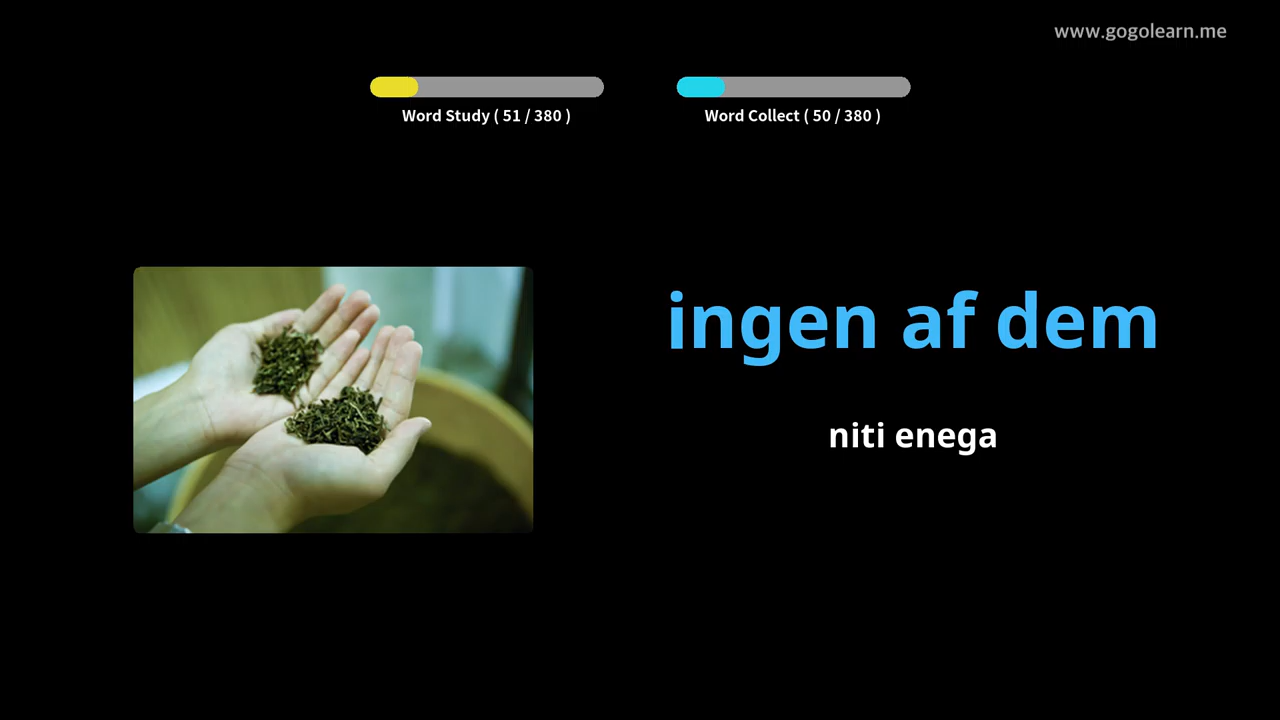 www.gogolearn.me
Word Study ( 51 / 380 )
Word Collect ( 50 / 380 )
ingen af dem
niti enega